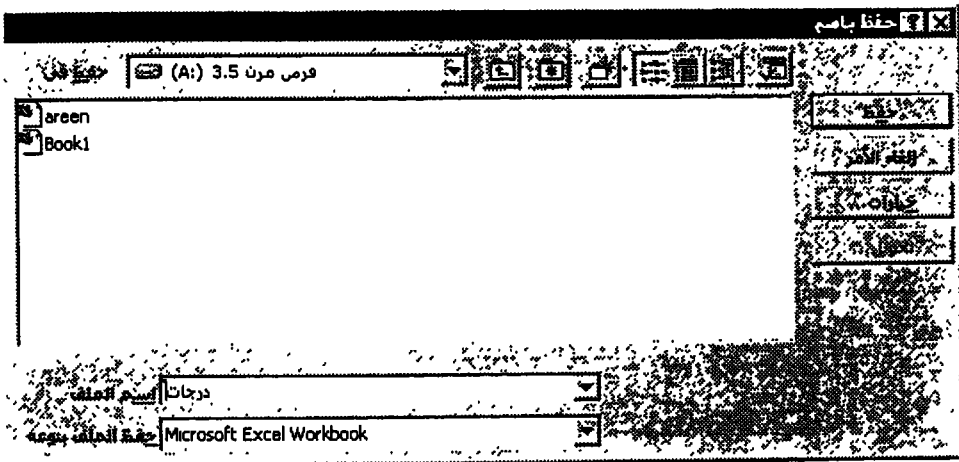 حفظ باسم
حفظ في: قرص مرن 3.5 (A:)
areen
Book1
حفظ
إلغاء الأمر
خيارات
اسم الملف درجات
حفظ الملف بنوعه Microsoft Excel Workbook